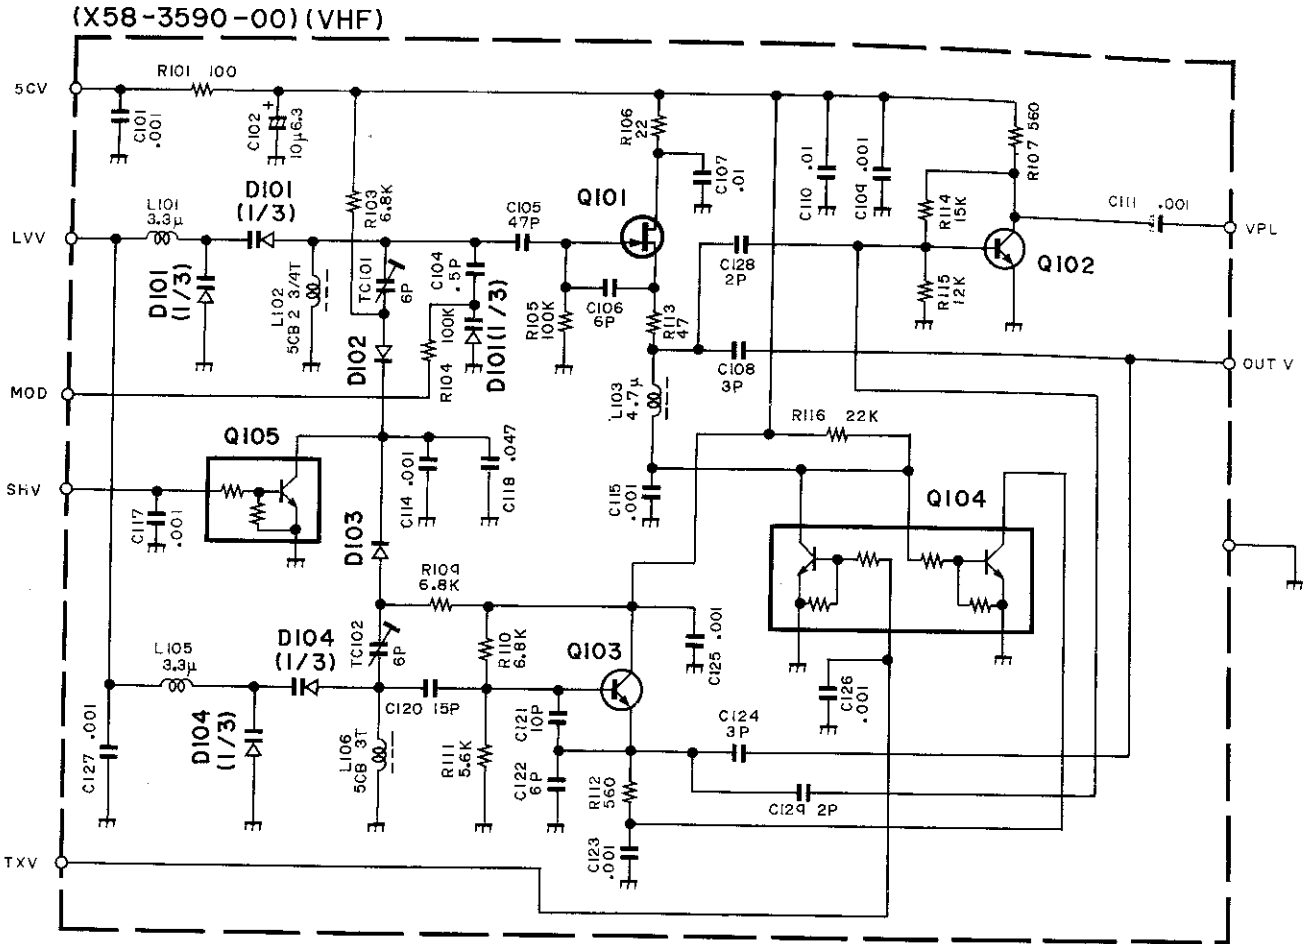 (X58-3590-00)(VHF)
5CV
R101 100
C101 .001
C102 10μ6.3
+
R103 6.8K
R106 22
C107 .01
C110 .01
C109 .001
R107 560
R114 15K
C111 .001
VPL
Q102
R115 12K
LVV
L101 3.3μ
D101 (1/3)
D101 (1/3)
L102 5CB 2 3/4T
TC101 6P
C104 .5P
C105 47P
Q101
C106 6P
R105 100K
R113 47
C128 2P
C108 3P
OUT V
D102
R104 100K
D101 (1/3)
L103 4.7μ
MOD
Q105
R116 22K
C114 .001
C118 .047
C115 .001
Q104
SHV
C117 .001
D103
R109 6.8K
L105 3.3μ
D104 (1/3)
TC102 6P
R110 6.8K
Q103
C125 .001
C126 .001
C127 .001
D104 (1/3)
L106 5CB 3T
C120 15P
R111 5.6K
C121 10P
C122 6P
R112 560
C124 3P
C129 2P
C123 .001
TXV